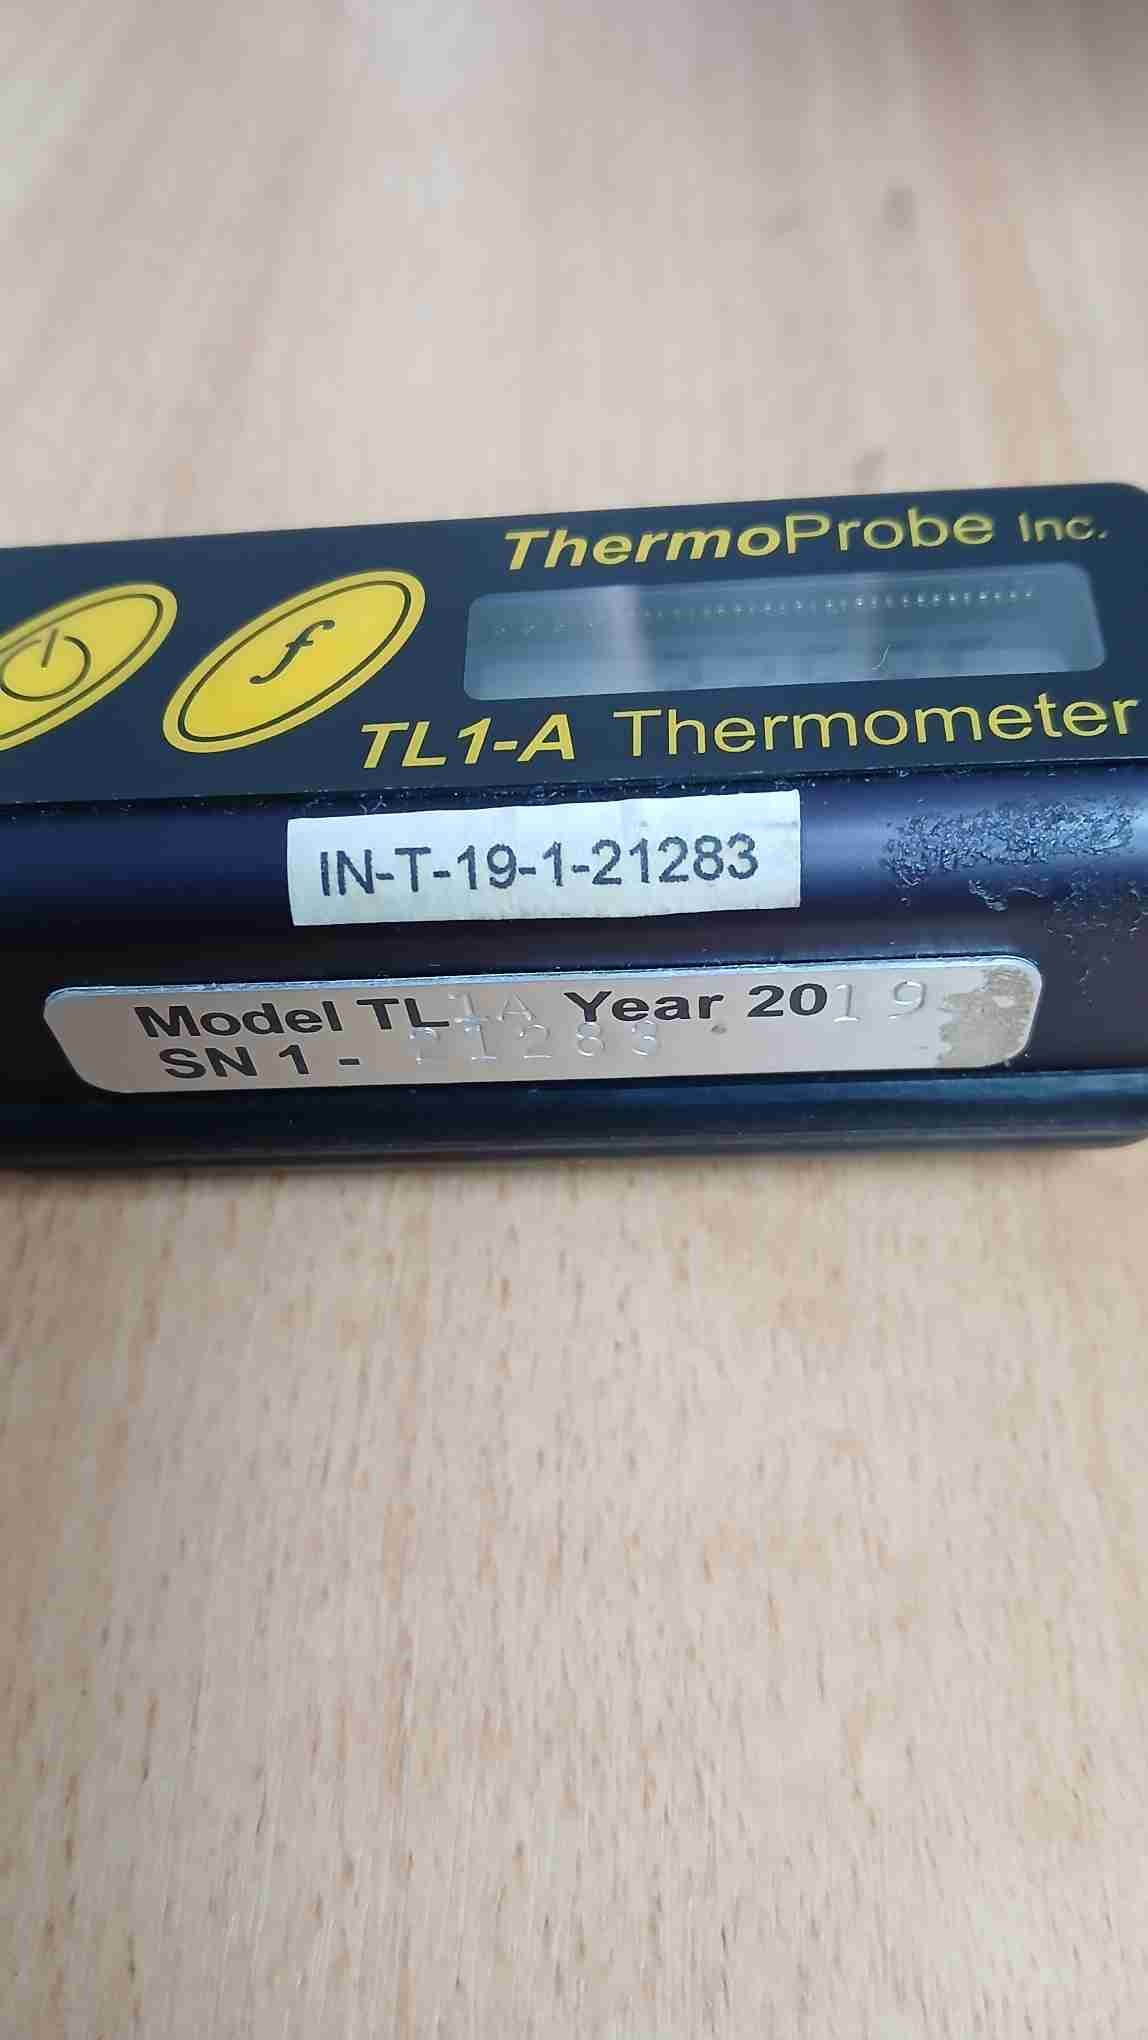 ThermoProbe Inc.
f
TL1-A Thermometer
IN-T-19-1-21283
Model TL1A Year 2019
SN 1 - 21283